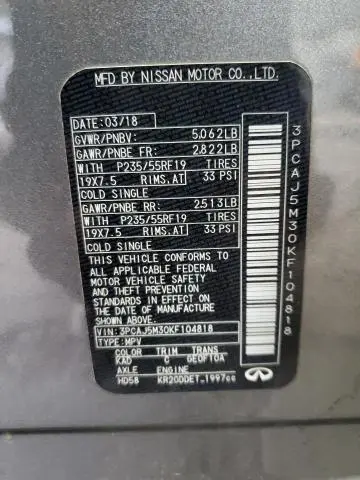 MFD BY NISSAN MOTOR CO.,LTD.
DATE:03/18
GVWR/PNBV: 5,062LB
GAWR/PNBE FR: 2,822LB
WITH P235/55RF19 TIRES
19X7.5 RIMS,AT 33 PSI
COLD SINGLE
GAWR/PNBE RR: 2,513LB
WITH P235/55RF19 TIRES
19X7.5 RIMS,AT 33 PSI
COLD SINGLE
THIS VEHICLE CONFORMS TO
ALL APPLICABLE FEDERAL MOTOR
VEHICLE SAFETY, BUMPER
AND THEFT PREVENTION
STANDARDS IN EFFECT ON
THE DATE OF MANUFACTURE
SHOWN ABOVE
VIN:3PCAJ5M30KF104818
TYPE:MPV
COLOR TRIM TRANS
KAD C GE0F10A
AXLE ENGINE
HD58 KR20DDET 1997cc
INFINITI
3PCAJ5M30KF104818